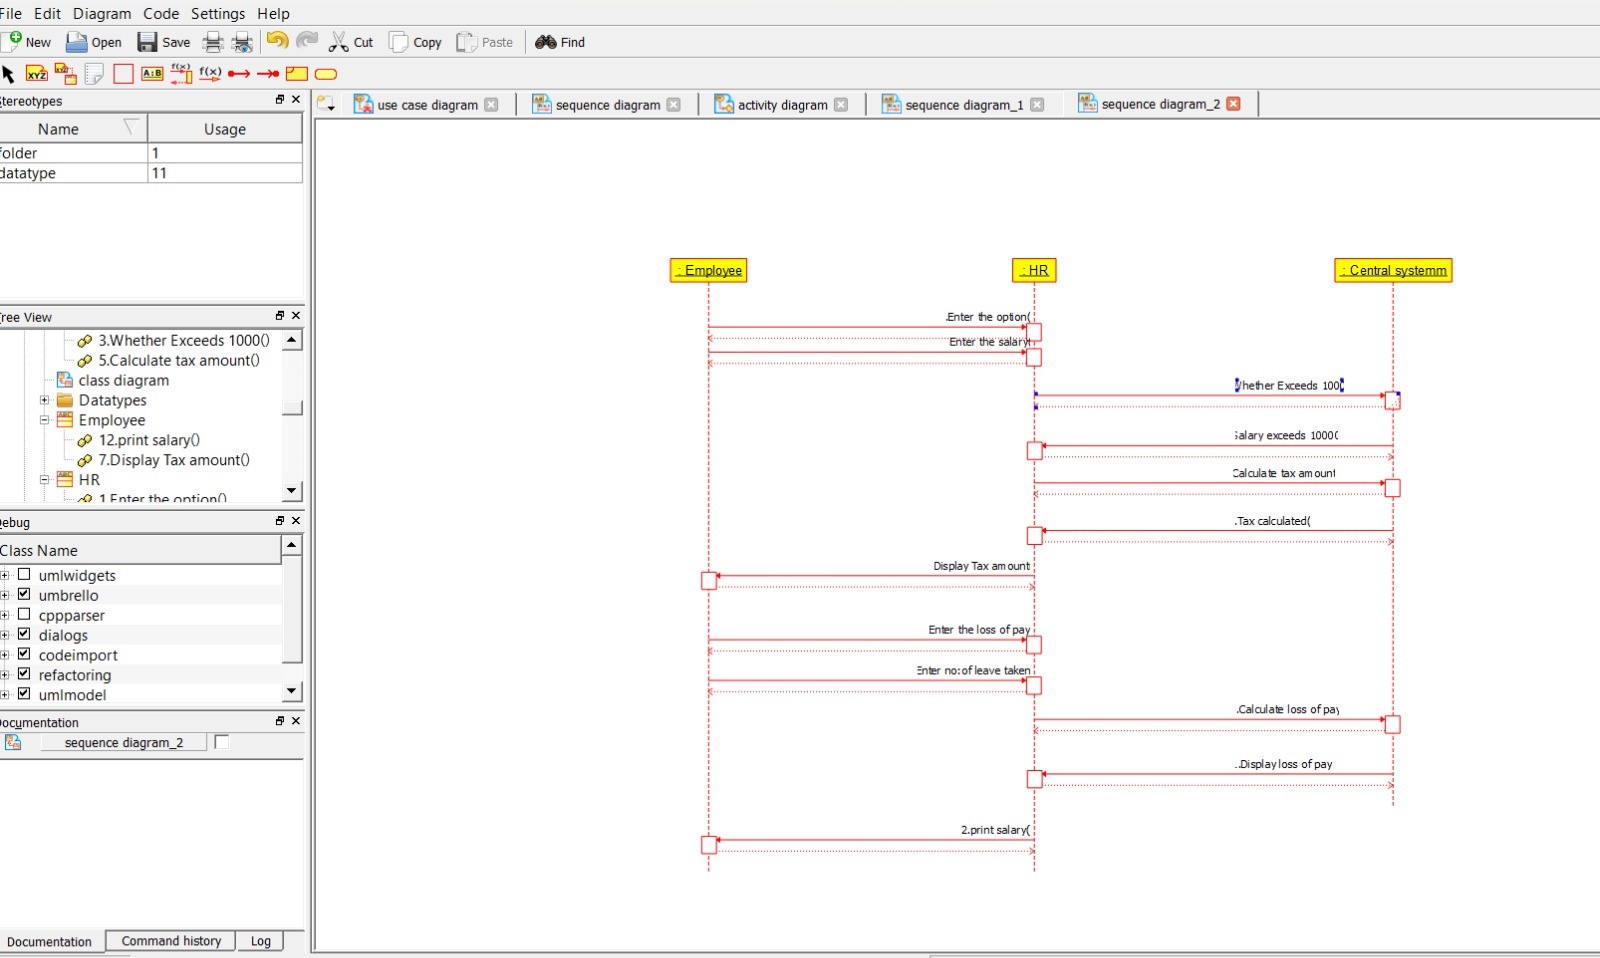 File Edit Diagram Code Settings Help
New Open Save Cut Copy Paste Find
XYZ A:B f(x) f(x)
Stereotypes
use case diagram sequence diagram activity diagram sequence diagram_1 sequence diagram_2
Name Usage
folder 1
datatype 11
Tree View
3.Whether Exceeds 1000()
5.Calculate tax amount()
class diagram
Datatypes
Employee
12.print salary()
7.Display Tax amount()
HR
1.Enter the option()
Debug
Class Name
umlwidgets
umbrello
cppparser
dialogs
codeimport
refactoring
umlmodel
Documentation
sequence diagram_2
Documentation Command history Log
: Employee : HR : Central systemm
.Enter the option(
Enter the salary(
Whether Exceeds 100(
Salary exceeds 1000(
Calculate tax amount
.Tax calculated(
Display Tax amount
Enter the loss of pay
Enter no:of leave taken
.Calculate loss of pay
..Display loss of pay
2.print salary(